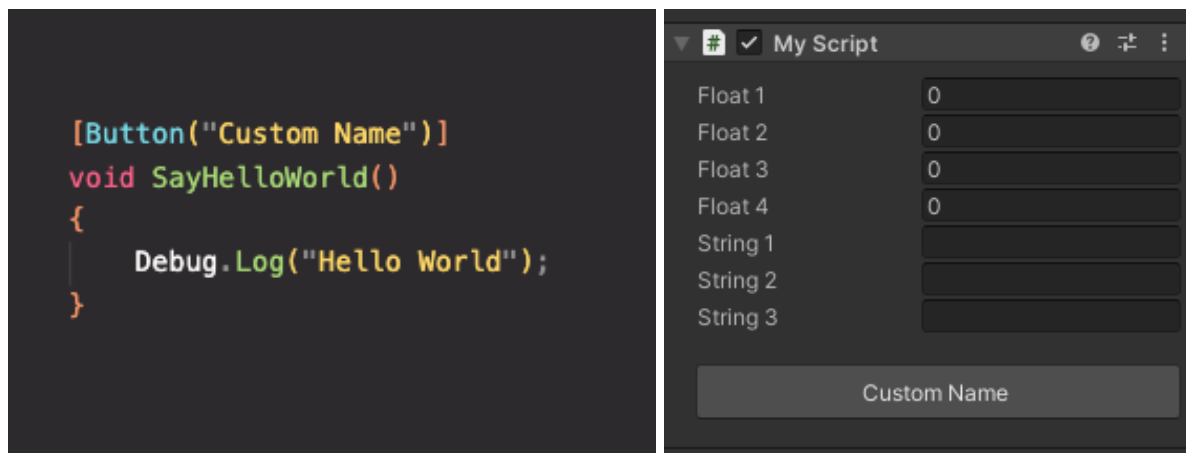 [Button("Custom Name")]
void SayHelloWorld()
{
Debug.Log("Hello World");
}
# My Script
Float 1 0
Float 2 0
Float 3 0
Float 4 0
String 1
String 2
String 3
Custom Name